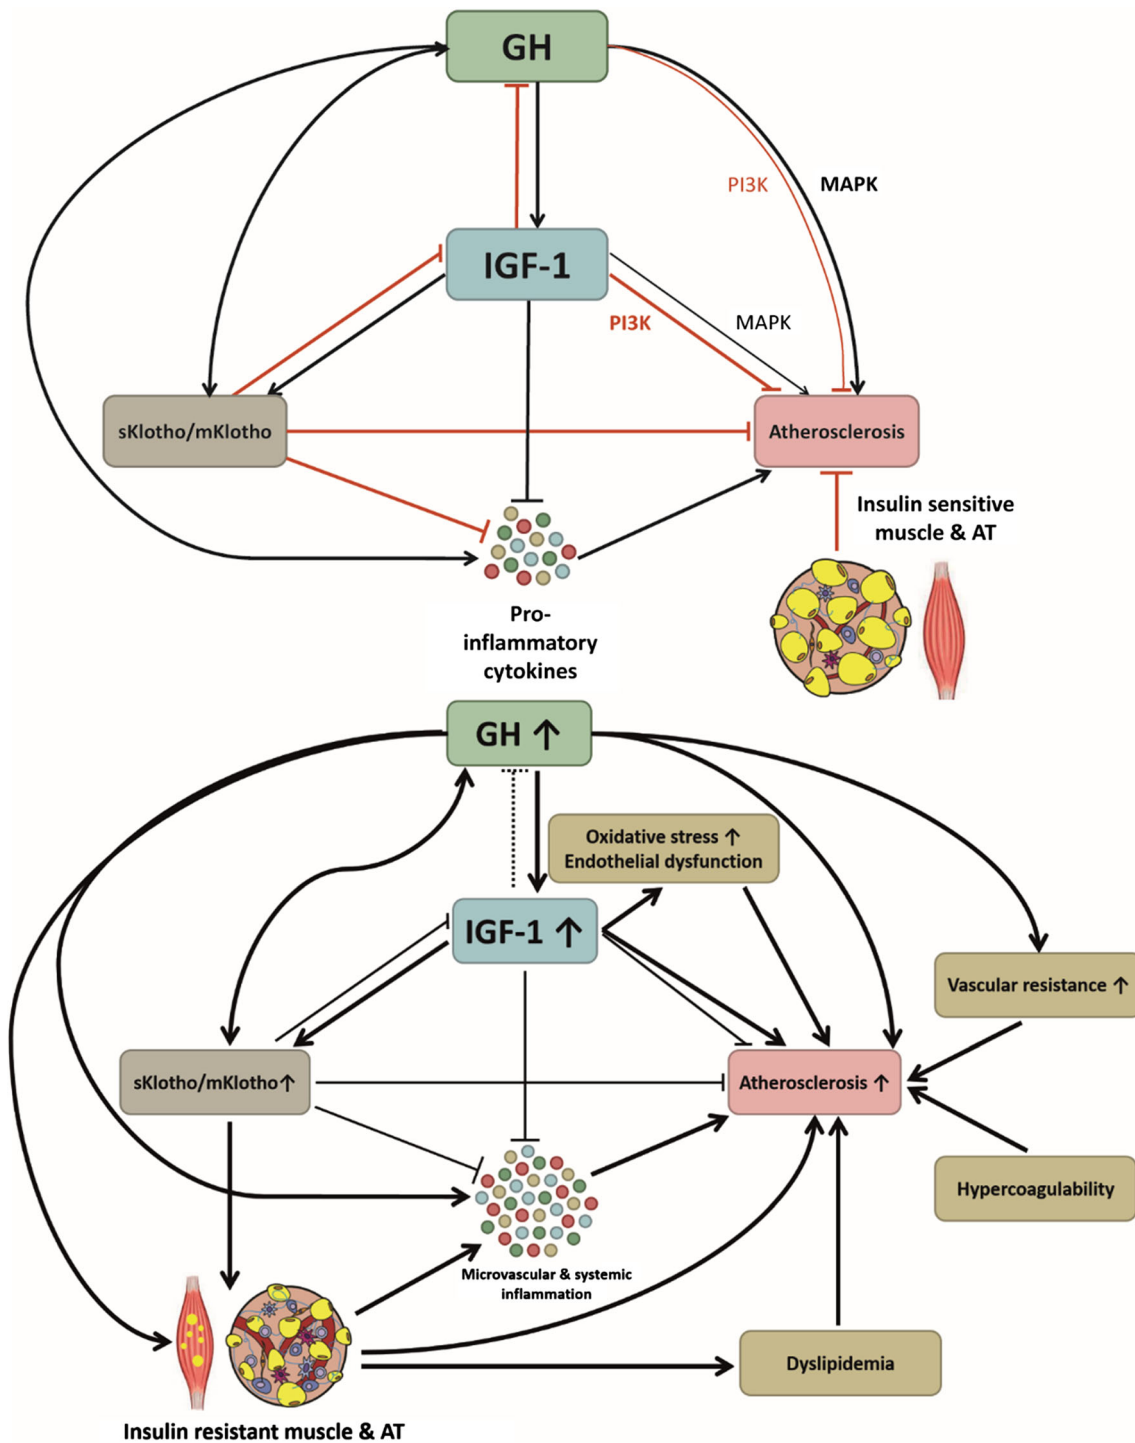 GH
PI3K
MAPK
IGF-1
PI3K
MAPK
sKlotho/mKlotho
Atherosclerosis
Insulin sensitive
muscle & AT
Pro-
inflammatory
cytokines
GH ↑
Oxidative stress ↑
Endothelial dysfunction
IGF-1 ↑
Vascular resistance ↑
sKlotho/mKlotho↑
Atherosclerosis ↑
Hypercoagulability
Microvascular & systemic
inflammation
Dyslipidemia
Insulin resistant muscle & AT